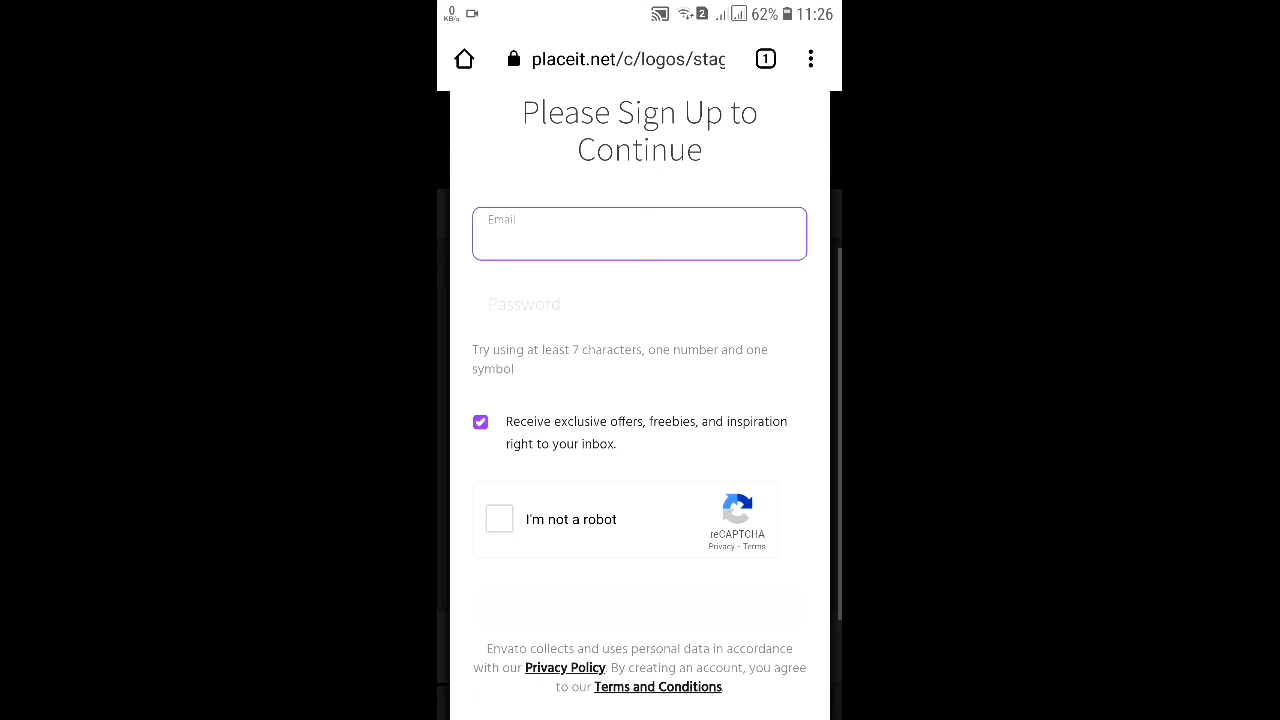 0
KB/s
2
62%
11:26
placeit.net/c/logos/stag
1
Please Sign Up to
Continue
Email
Password
Try using at least 7 characters, one number and one
symbol
Receive exclusive offers, freebies, and inspiration
right to your inbox.
I'm not a robot
reCAPTCHA
Privacy - Terms
Envato collects and uses personal data in accordance
with our Privacy Policy. By creating an account, you agree
to our Terms and Conditions.